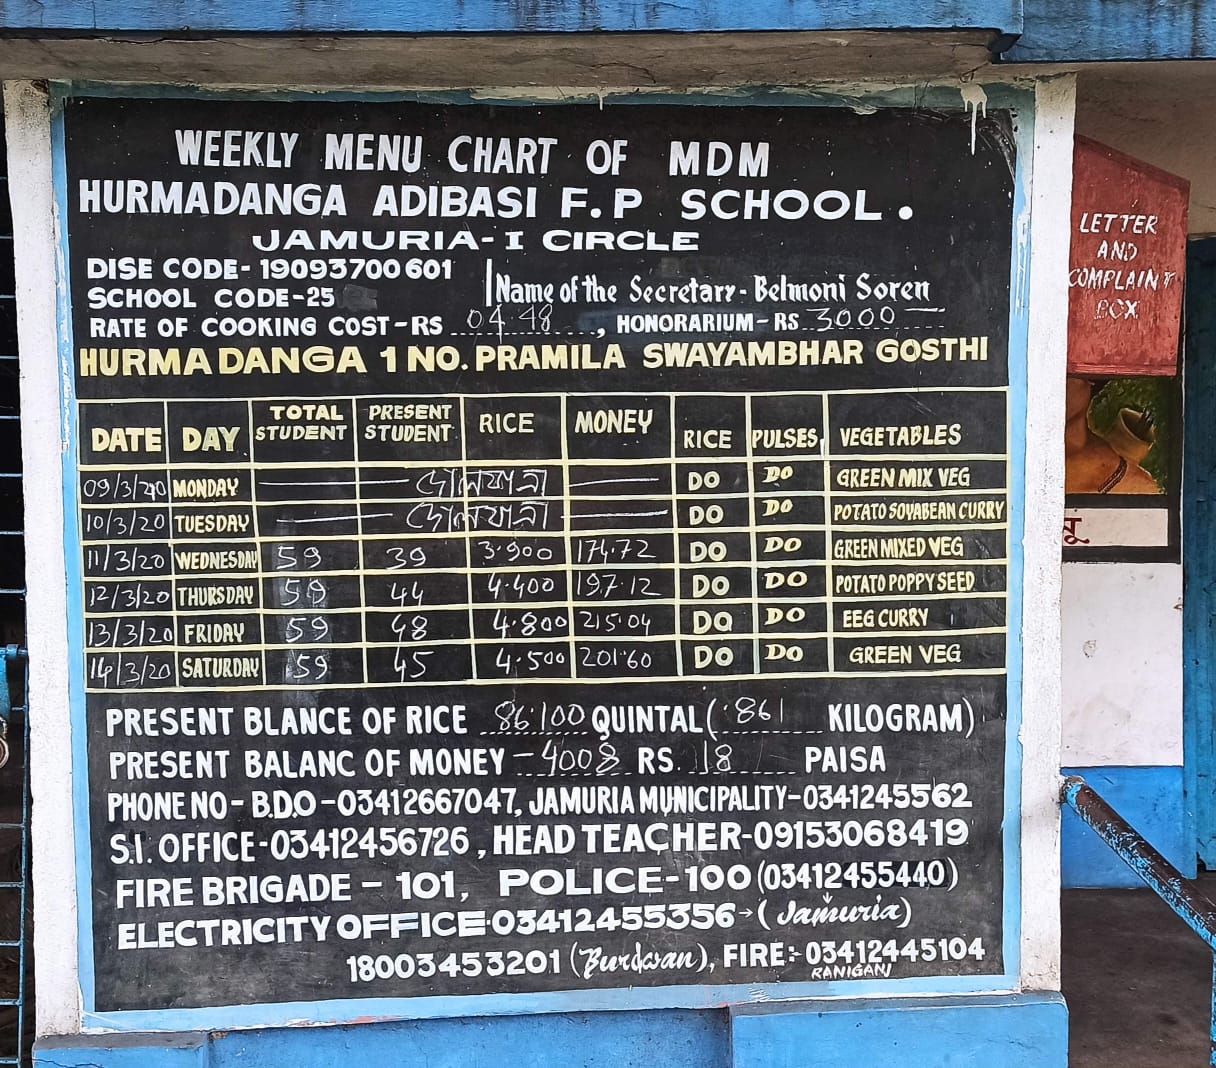 WEEKLY MENU CHART OF MDM
HURMADANGA ADIBASI F.P SCHOOL.
JAMURIA-I CIRCLE
DISE CODE-19093700601
SCHOOL CODE-25
Name of the Secretary-Belmoni Soren
RATE OF COOKING COST-RS 04.48, HONORARIUM-RS 3000
HURMADANGA 1 NO. PRAMILA SWAYAMBHAR GOSTHI
DATE DAY TOTAL STUDENT PRESENT STUDENT RICE MONEY RICE PULSES VEGETABLES
09/3/20 MONDAY — দোলযাত্রা — DO DO GREEN MIX VEG
10/3/20 TUESDAY — দোলযাত্রা — DO DO POTATO SOYABEAN CURRY
11/3/20 WEDNESDAY 59 39 3.900 174.72 DO DO GREEN MIXED VEG
12/3/20 THURSDAY 59 44 4.400 197.12 DO DO POTATO POPPY SEED
13/3/20 FRIDAY 59 48 4.800 215.04 DO DO EEG CURRY
14/3/20 SATURDAY 59 45 4.500 201.60 DO DO GREEN VEG
PRESENT BLANCE OF RICE 86.100 QUINTAL(.861 KILOGRAM)
PRESENT BALANC OF MONEY -4008 RS. 18 PAISA
PHONE NO- B.D.O-03412667047, JAMURIA MUNICIPALITY-0341245562
S.I. OFFICE-03412456726, HEAD TEACHER-09153068419
FIRE BRIGADE - 101, POLICE-100 (03412455440)
ELECTRICITY OFFICE-03412455356→(Jamuria)
18003453201 (Burdwan), FIRE:-03412445104
RANIGANJ
LETTER
AND
COMPLAINT
BOX